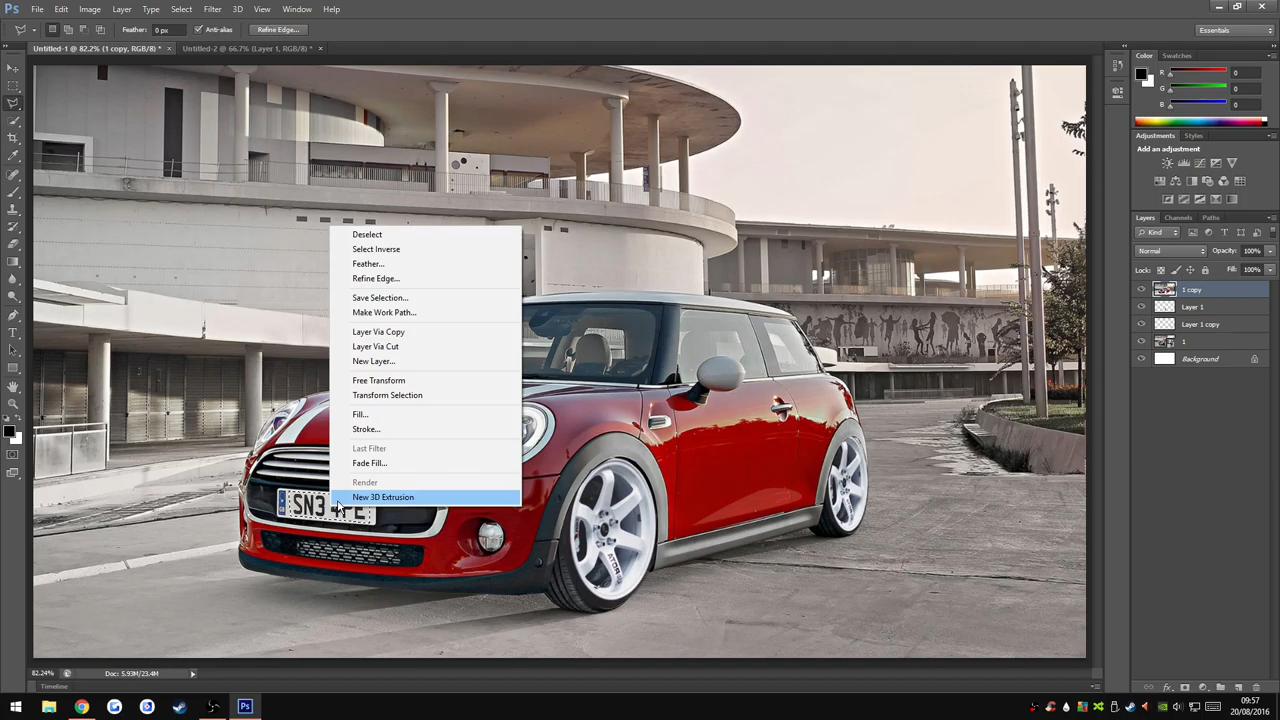 Ps File Edit Image Layer Type Select Filter 3D View Window Help
Feather: 0 px Anti-alias Refine Edge... Essentials
Untitled-1 @ 82.2% (1 copy, RGB/8) * × Untitled-2 @ 66.7% (Layer 1, RGB/8) * ×
Color Swatches
R 0
G 0
B 0
Adjustments Styles
Add an adjustment
Layers Channels Paths
Kind
Normal Opacity: 100%
Lock: Fill: 100%
1 copy
Layer 1
Layer 1 copy
1
Background
Deselect
Select Inverse
Feather...
Refine Edge...
Save Selection...
Make Work Path...
Layer Via Copy
Layer Via Cut
New Layer...
Free Transform
Transform Selection
Fill...
Stroke...
Last Filter
Fade Fill...
Render
New 3D Extrusion
SN3
82.24% Doc: 5.93M/23.4M
Timeline
Ps
09:57
20/08/2016